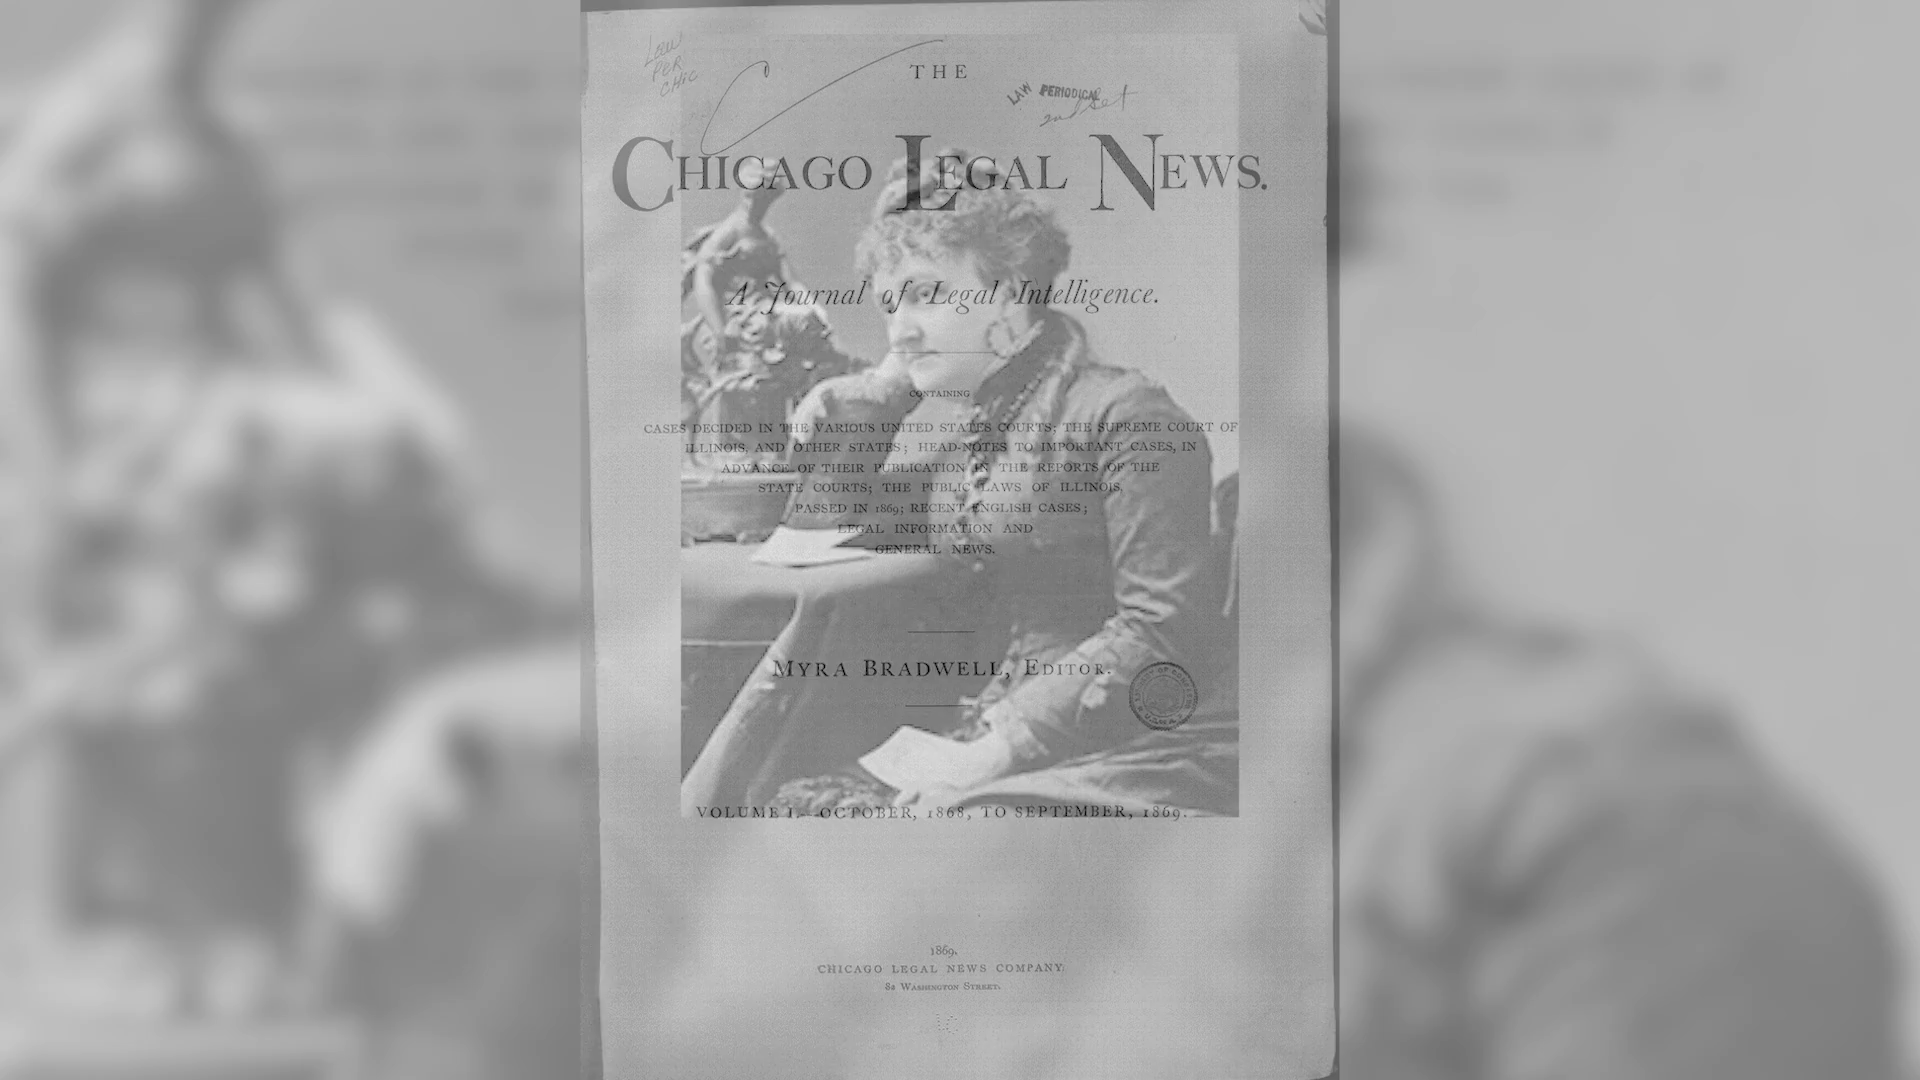 LAW
PER
CHIC
THE
LAW PERIODICAL
2nd Set
CHICAGO LEGAL NEWS.
A Journal of Legal Intelligence.
CONTAINING
CASES DECIDED IN THE VARIOUS UNITED STATES COURTS; THE SUPREME COURT OF
ILLINOIS, AND OTHER STATES; HEAD-NOTES TO IMPORTANT CASES, IN
ADVANCE OF THEIR PUBLICATION IN THE REPORTS OF THE
STATE COURTS; THE PUBLIC LAWS OF ILLINOIS,
PASSED IN 1869; RECENT ENGLISH CASES;
LEGAL INFORMATION AND
GENERAL NEWS.
MYRA BRADWELL, EDITOR.
VOLUME I.—OCTOBER, 1868, TO SEPTEMBER, 1869.
1869.
CHICAGO LEGAL NEWS COMPANY.
82 WASHINGTON STREET.